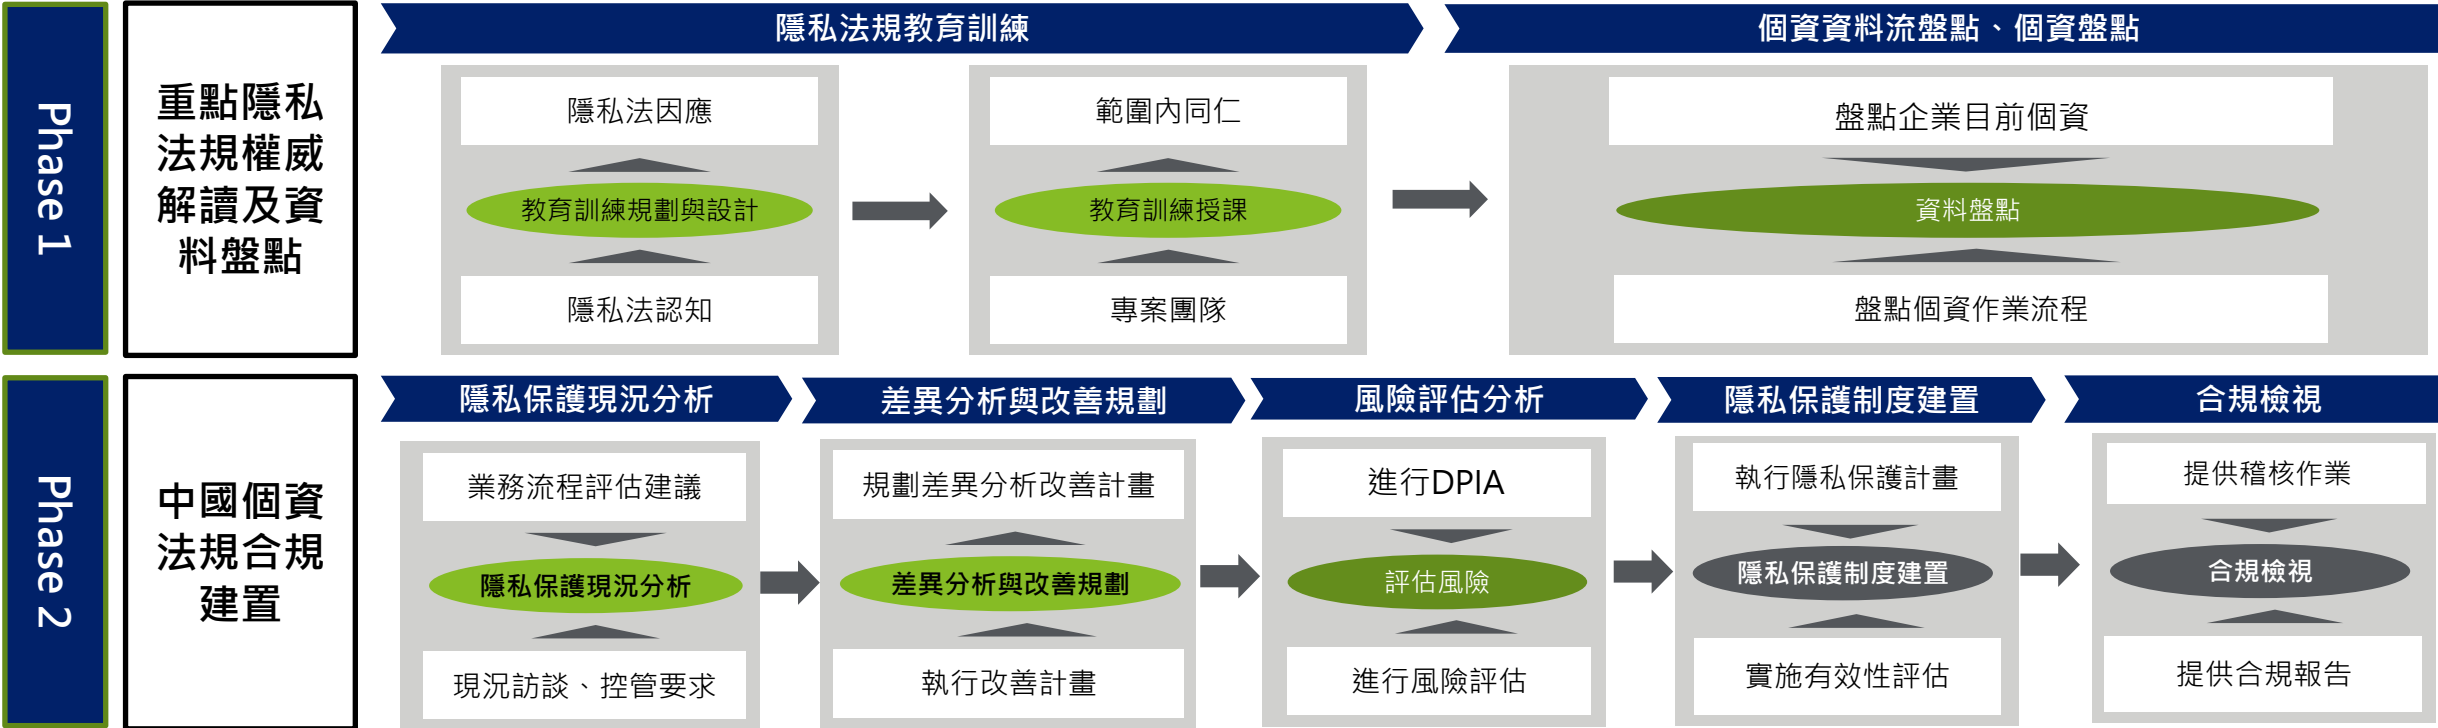 Phase 1
重點隱私
法規權威
解讀及資
料盤點
隱私法規教育訓練
個資資料流盤點、個資盤點
隱私法因應
教育訓練規劃與設計
隱私法認知
範圍內同仁
教育訓練授課
專案團隊
盤點企業目前個資
資料盤點
盤點個資作業流程
Phase 2
中國個資
法規合規
建置
隱私保護現況分析
差異分析與改善規劃
風險評估分析
隱私保護制度建置
合規檢視
業務流程評估建議
隱私保護現況分析
現況訪談、控管要求
規劃差異分析改善計畫
差異分析與改善規劃
執行改善計畫
進行DPIA
評估風險
進行風險評估
執行隱私保護計畫
隱私保護制度建置
實施有效性評估
提供稽核作業
合規檢視
提供合規報告